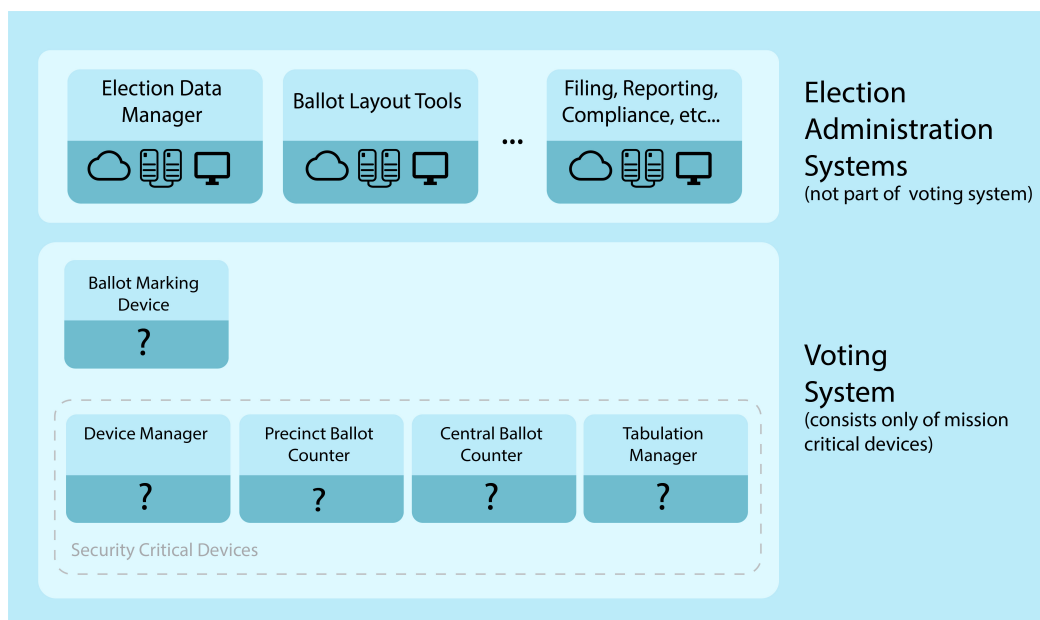 Election Data
Manager
Ballot Layout Tools
...
Filing, Reporting,
Compliance, etc...
Election
Administration
Systems
(not part of voting system)
Ballot Marking
Device
?
Voting
System
(consists only of mission
critical devices)
Device Manager
?
Precinct Ballot
Counter
?
Central Ballot
Counter
?
Tabulation
Manager
?
Security Critical Devices